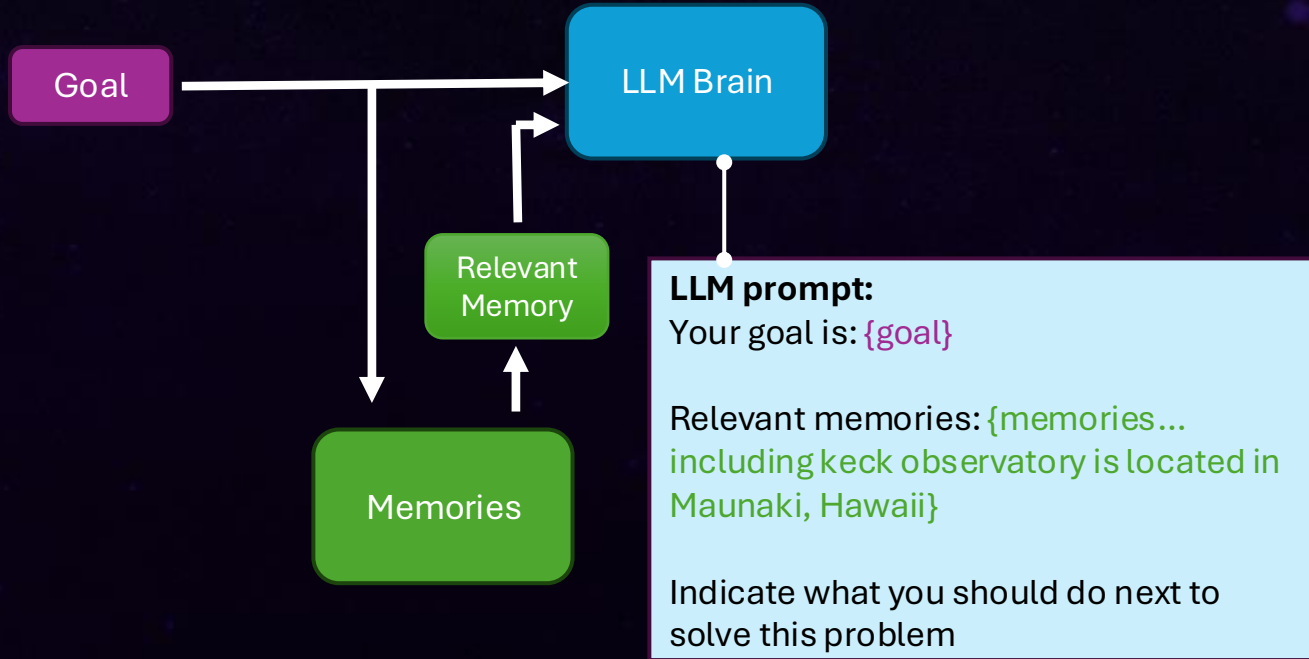 Goal
LLM Brain
Relevant
Memory
Memories
LLM prompt:
Your goal is: {goal}
Relevant memories: {memories...
including keck observatory is located in
Maunaki, Hawaii}
Indicate what you should do next to
solve this problem